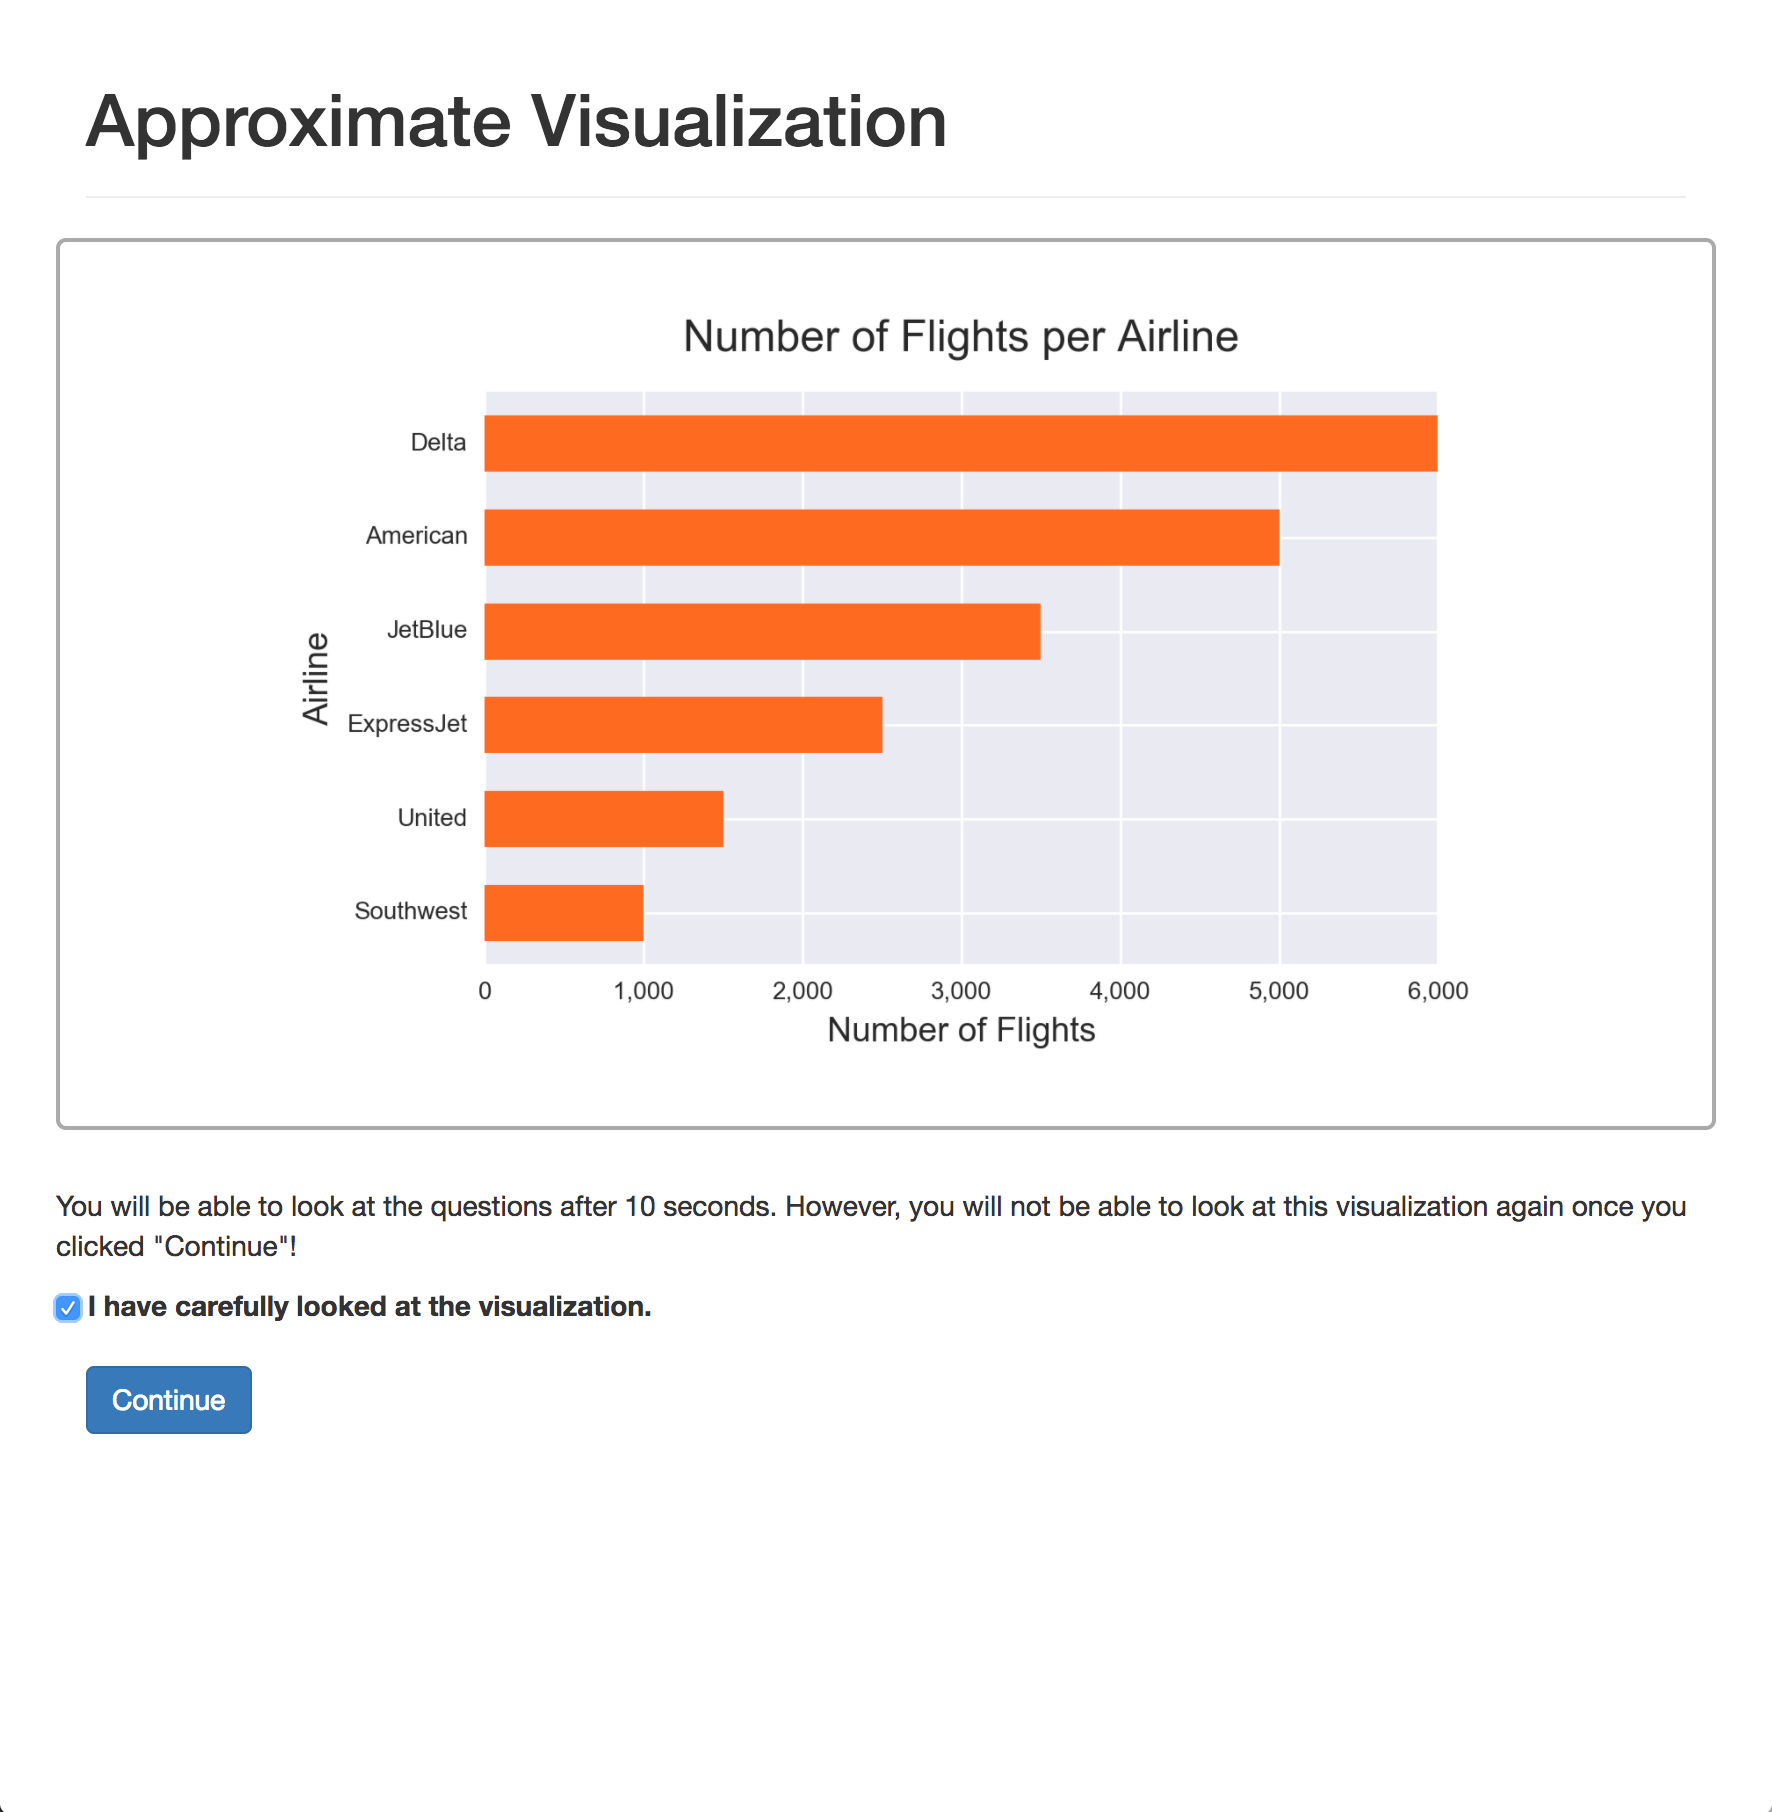 Approximate Visualization
Number of Flights per Airline
Delta
American
JetBlue
ExpressJet
United
Southwest
Airline
0 1,000 2,000 3,000 4,000 5,000 6,000
Number of Flights
You will be able to look at the questions after 10 seconds. However, you will not be able to look at this visualization again once you
clicked "Continue"!
I have carefully looked at the visualization.
Continue